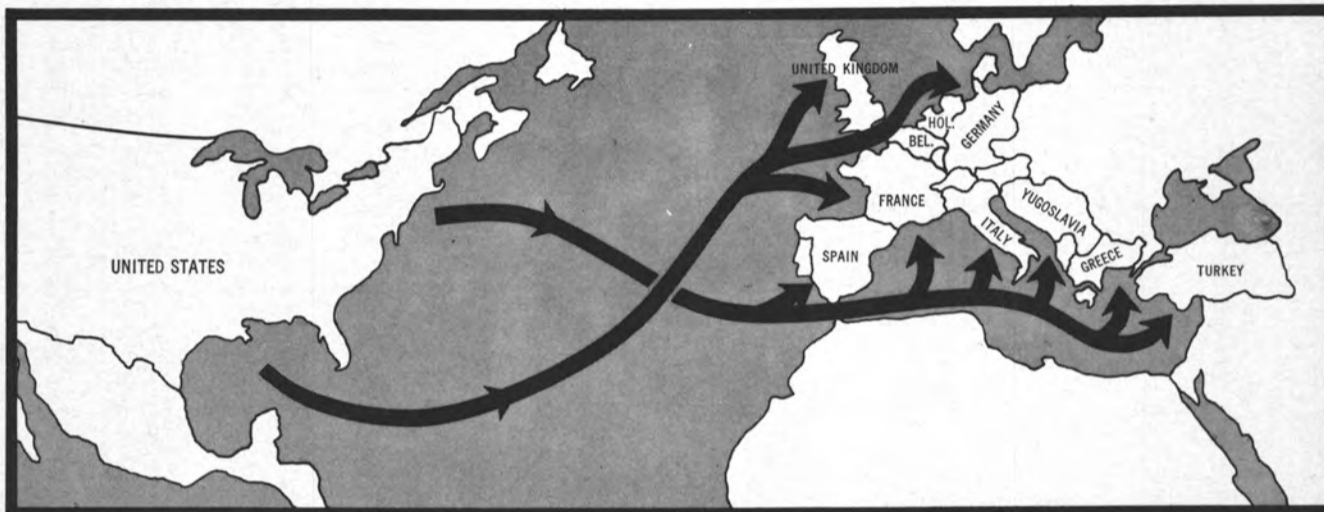 UNITED KINGDOM
HOL.
BEL.
GERMANY
FRANCE
YUGOSLAVIA
ITALY
SPAIN
GREECE
TURKEY
UNITED STATES